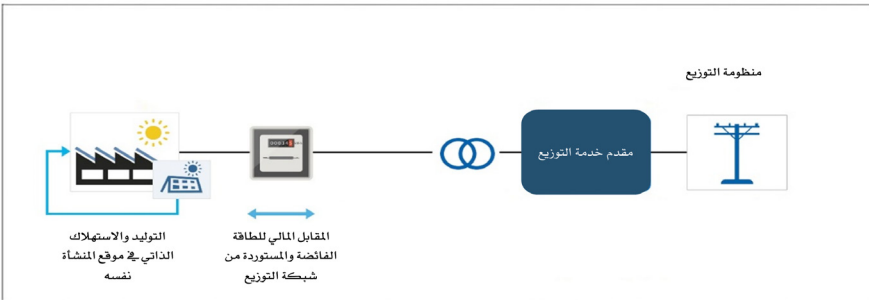 منظومة التوزيع
مقدم خدمة التوزيع
المقابل المالي للطاقة
الفائضة والمستوردة من
شبكة التوزيع
التوليد والاستهلاك
الذاتي في موقع المنشأة
نفسه